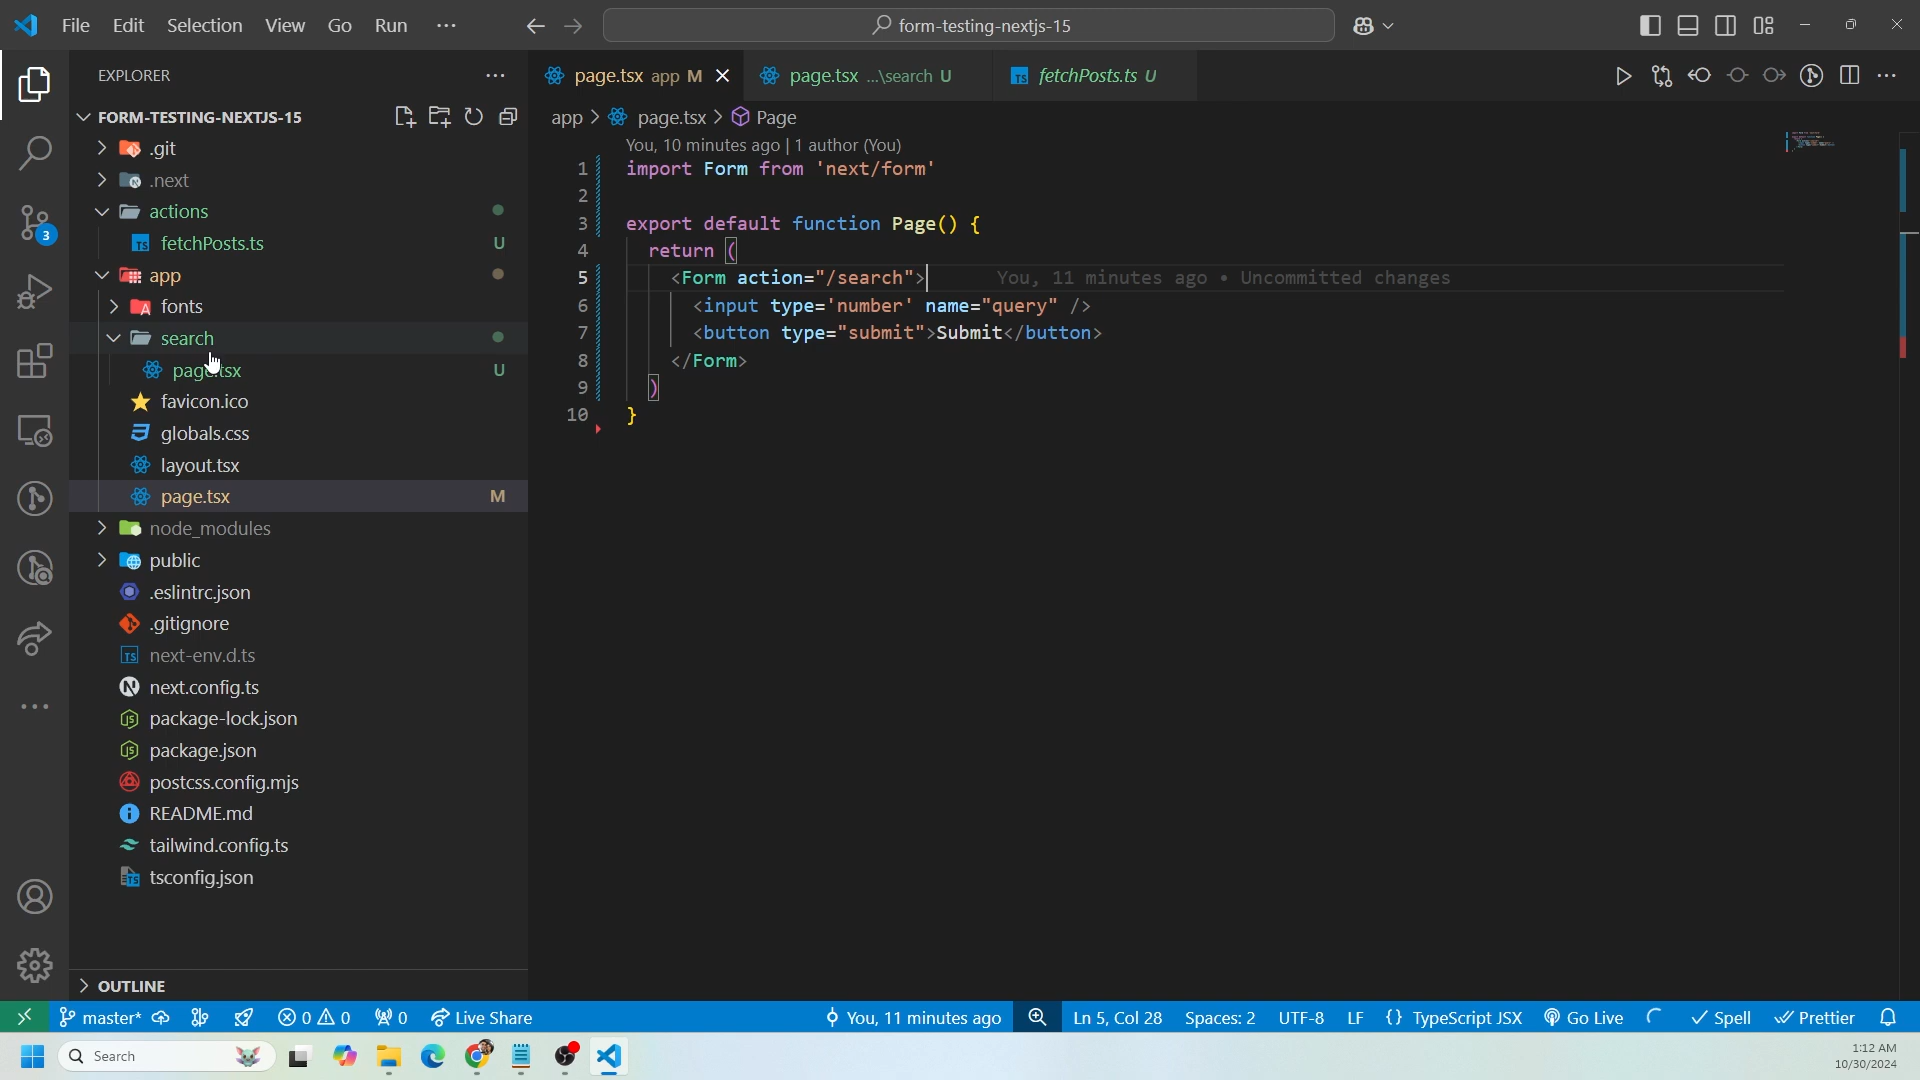 File Edit Selection View Go Run ···
form-testing-nextjs-15
EXPLORER
FORM-TESTING-NEXTJS-15
.git
.next
actions
fetchPosts.ts U
app
fonts
search
page.tsx U
favicon.ico
globals.css
layout.tsx
page.tsx M
node_modules
public
.eslintrc.json
.gitignore
next-env.d.ts
next.config.ts
package-lock.json
package.json
postcss.config.mjs
README.md
tailwind.config.ts
tsconfig.json
OUTLINE
3
page.tsx app M
page.tsx ...\search U
fetchPosts.ts U
app > page.tsx > Page
You, 10 minutes ago | 1 author (You)
1 import Form from 'next/form'
2
3 export default function Page() {
4 return (
5 <Form action="/search"> You, 11 minutes ago • Uncommitted changes
6 <input type='number' name="query" />
7 <button type="submit">Submit</button>
8 </Form>
9 )
10 }
master* 0 0 0 Live Share You, 11 minutes ago Ln 5, Col 28 Spaces: 2 UTF-8 LF {} TypeScript JSX Go Live Spell Prettier
Search
1:12 AM
10/30/2024